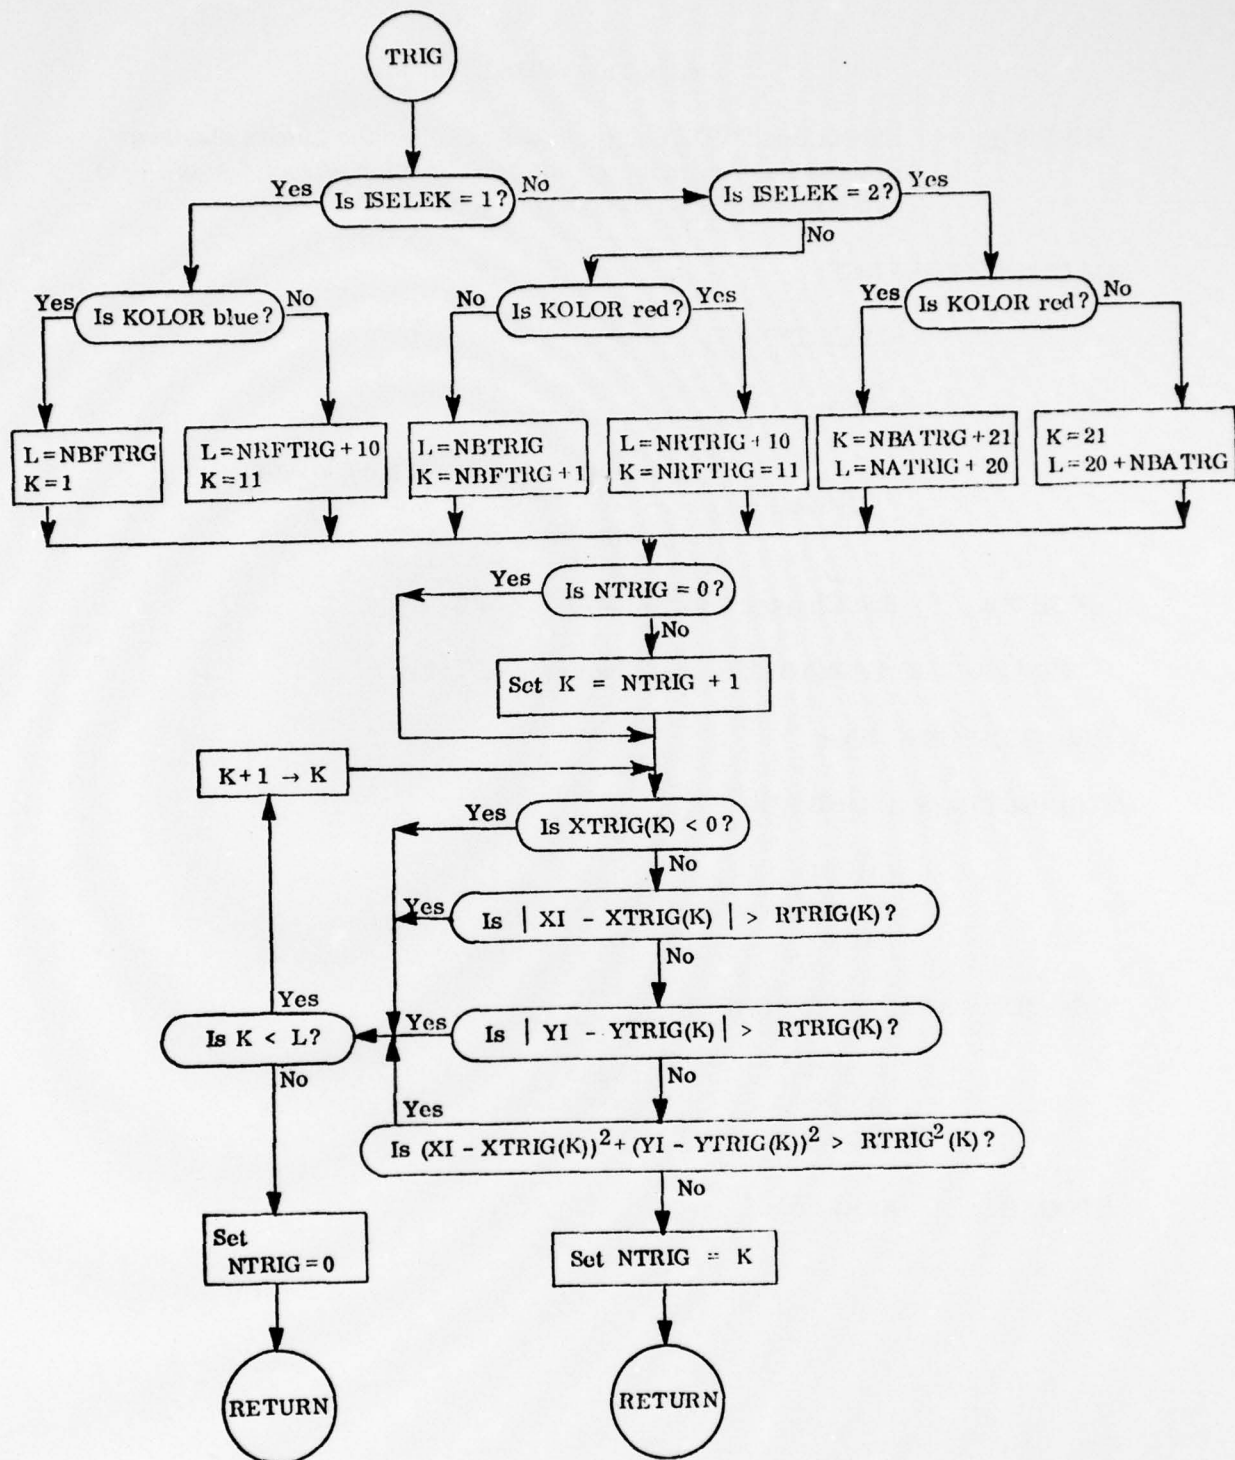 TRIG
Yes
Is ISELEK = 1?
No
Is ISELEK = 2?
Yes
No
Yes
Is KOLOR blue?
No
No
Is KOLOR red?
Yes
Yes
Is KOLOR red?
No
L=NBFTRG
K=1
L=NRFTRG+10
K=11
L=NBTRIG
K=NBFTRG+1
L=NRTRIG+10
K=NRFTRG=11
K=NBATRG+21
L=NATRIG+20
K=21
L=20+NBATRG
Yes
Is NTRIG = 0?
No
Set K = NTRIG + 1
K+1 → K
Yes
Is XTRIG(K) < 0?
No
Yes
Is | XI - XTRIG(K) | > RTRIG(K)?
No
Yes
Is K < L?
No
Yes
Is | YI - YTRIG(K) | > RTRIG(K)?
No
Yes
Is (XI - XTRIG(K))²+(YI - YTRIG(K))² > RTRIG²(K)?
No
Set
NTRIG=0
Set NTRIG = K
RETURN
RETURN